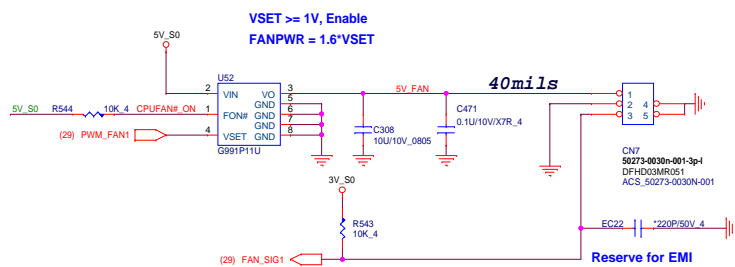 VSET >= 1V, Enable
FANPWR = 1.6*VSET
5V_S0
U52
2 VIN VO 3
5V_FAN
40mils
GND 5
5V_S0 R544 10K_4 CPUFAN#_ON 1 FON# GND 6
GND 7
(29) PWM_FAN1 4 VSET GND 8
G991P11U
C308
10U/10V_0805
C471
0.1U/10V/X7R_4
1
2 4
3 5
CN7
50273-0030n-001-3p-l
DFHD03MR051
ACS_50273-0030N-001
3V_S0
R543
10K_4
(29) FAN_SIG1
EC22 *220P/50V_4
Reserve for EMI